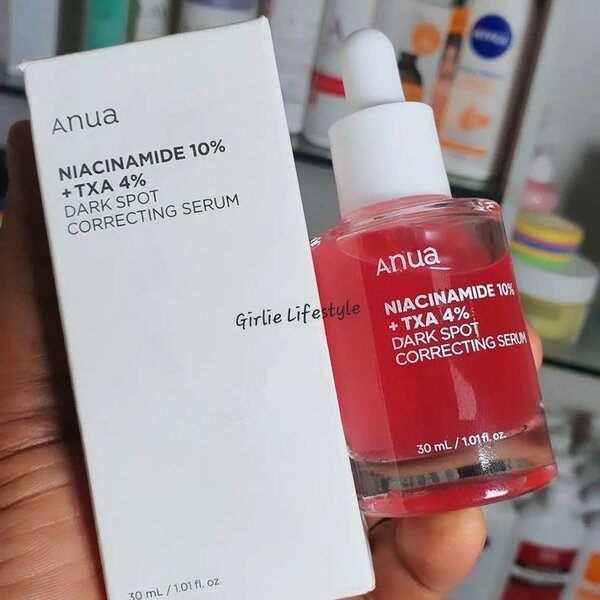 Anua
NIACINAMIDE 10%
+ TXA 4%
DARK SPOT
CORRECTING SERUM
30 mL / 1.01 fl. oz.
Anua
NIACINAMIDE 10%
+ TXA 4%
DARK SPOT
CORRECTING SERUM
30 mL / 1.01 fl. oz.
Girlie Lifestyle
NIVEA